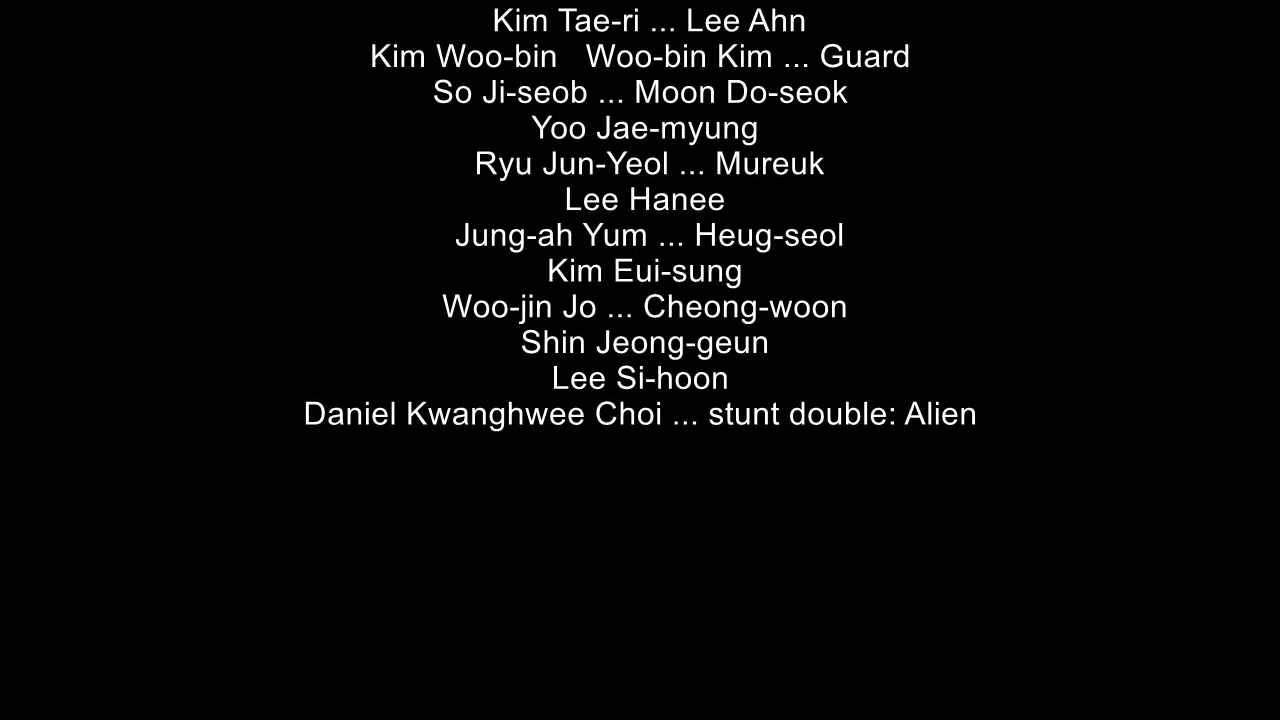 Kim Tae-ri ... Lee Ahn
Kim Woo-bin   Woo-bin Kim ... Guard
So Ji-seob ... Moon Do-seok
Yoo Jae-myung
Ryu Jun-Yeol ... Mureuk
Lee Hanee
Jung-ah Yum ... Heug-seol
Kim Eui-sung
Woo-jin Jo ... Cheong-woon
Shin Jeong-geun
Lee Si-hoon
Daniel Kwanghwee Choi ... stunt double: Alien